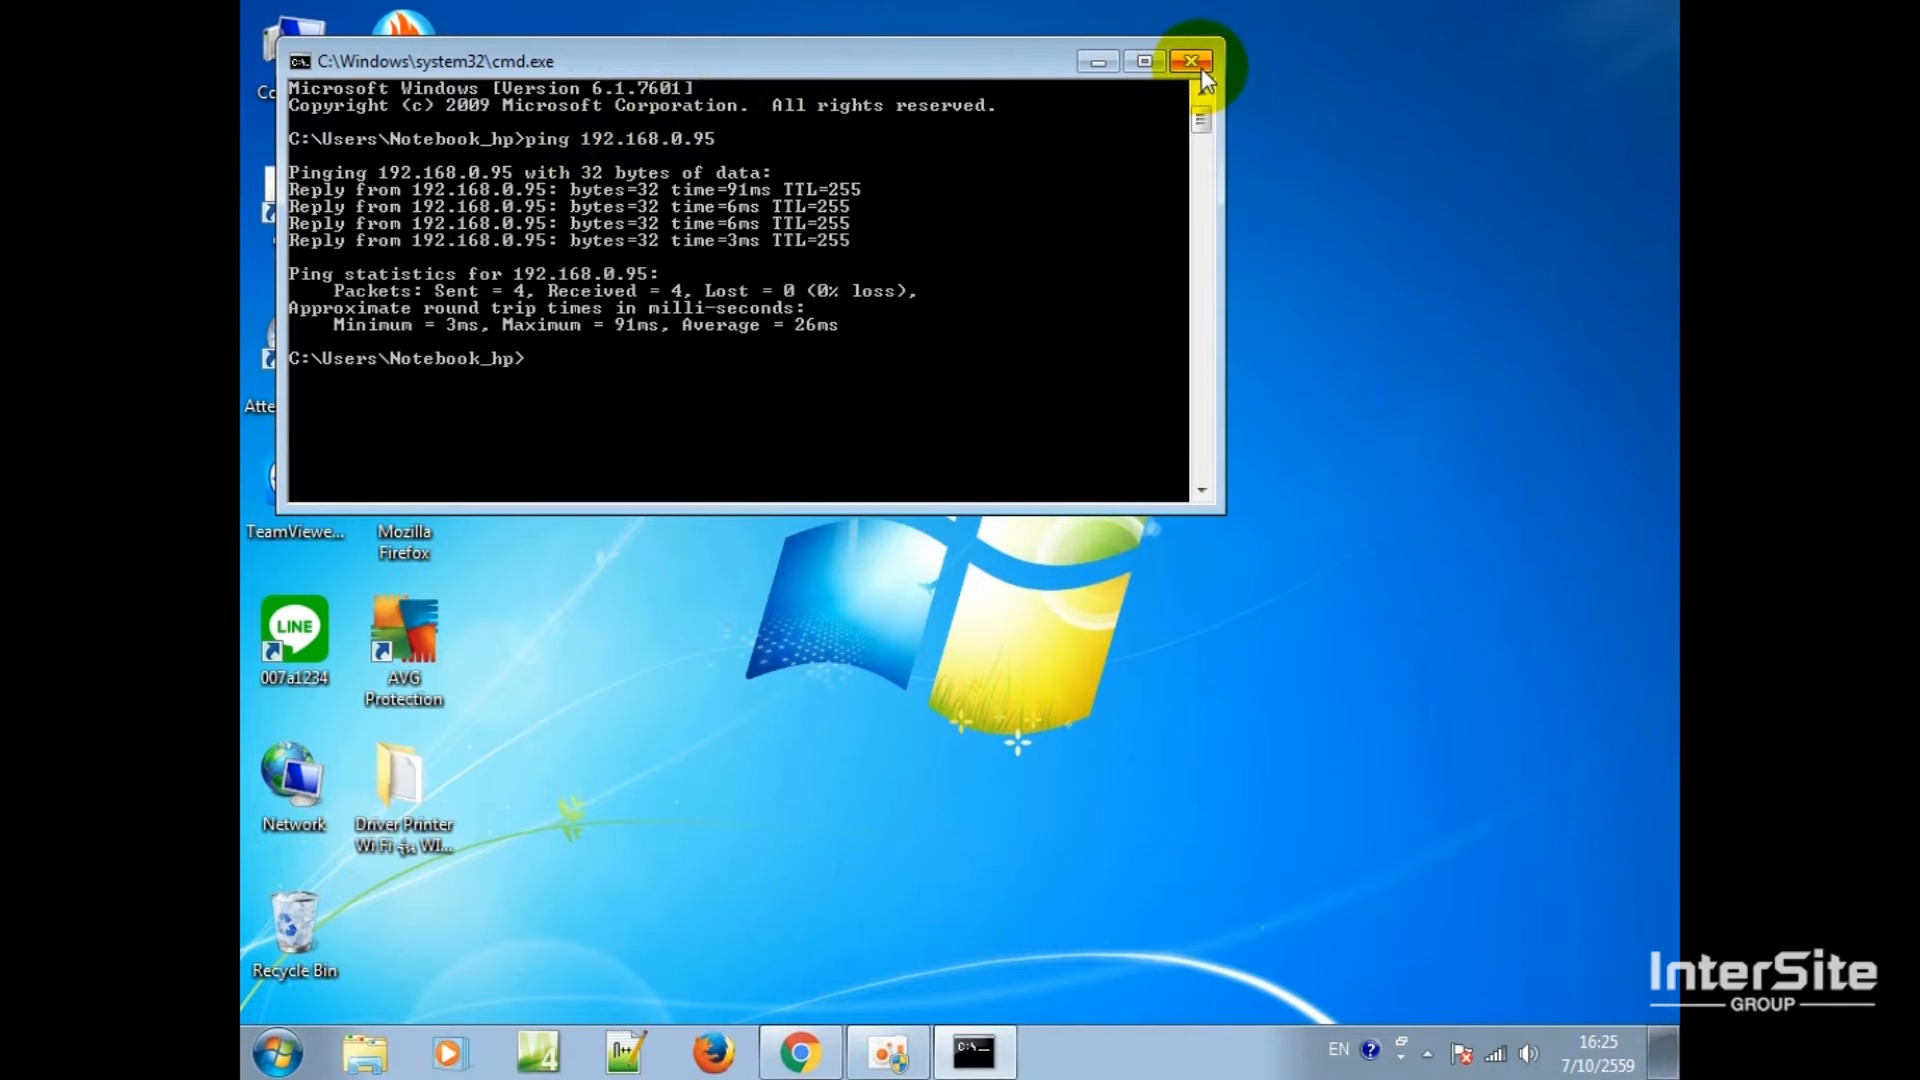 C:\Windows\system32\cmd.exe
Microsoft Windows [Version 6.1.7601]
Copyright (c) 2009 Microsoft Corporation.  All rights reserved.
C:\Users\Notebook_hp>ping 192.168.0.95
Pinging 192.168.0.95 with 32 bytes of data:
Reply from 192.168.0.95: bytes=32 time=91ms TTL=255
Reply from 192.168.0.95: bytes=32 time=6ms TTL=255
Reply from 192.168.0.95: bytes=32 time=6ms TTL=255
Reply from 192.168.0.95: bytes=32 time=3ms TTL=255
Ping statistics for 192.168.0.95:
Packets: Sent = 4, Received = 4, Lost = 0 (0% loss),
Approximate round trip times in milli-seconds:
Minimum = 3ms, Maximum = 91ms, Average = 26ms
C:\Users\Notebook_hp>
Co
Atte
TeamViewe...
Mozilla
Firefox
LINE
007a1234
AVG
Protection
Network
Driver Printer
Wi Fi รุ่น WI...
Recycle Bin
InterSite
GROUP
EN
16:25
7/10/2559